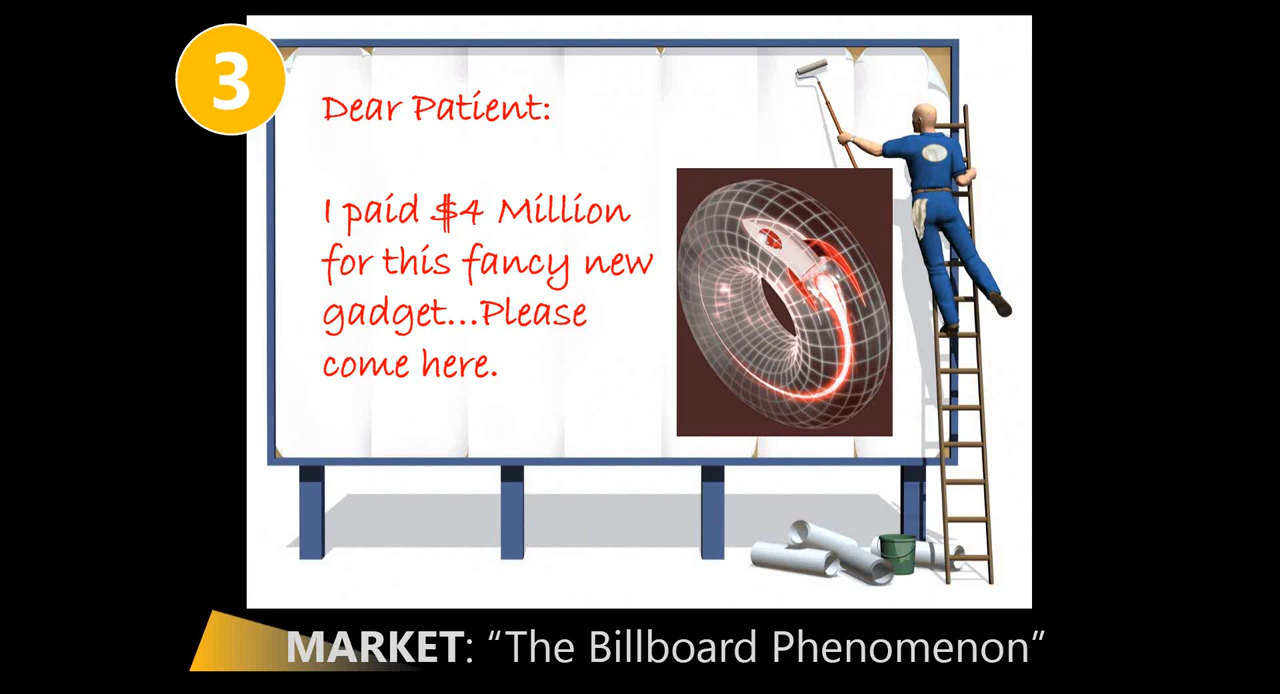 3
Dear Patient:
I paid $4 Million
for this fancy new
gadget...Please
come here.
MARKET: “The Billboard Phenomenon”